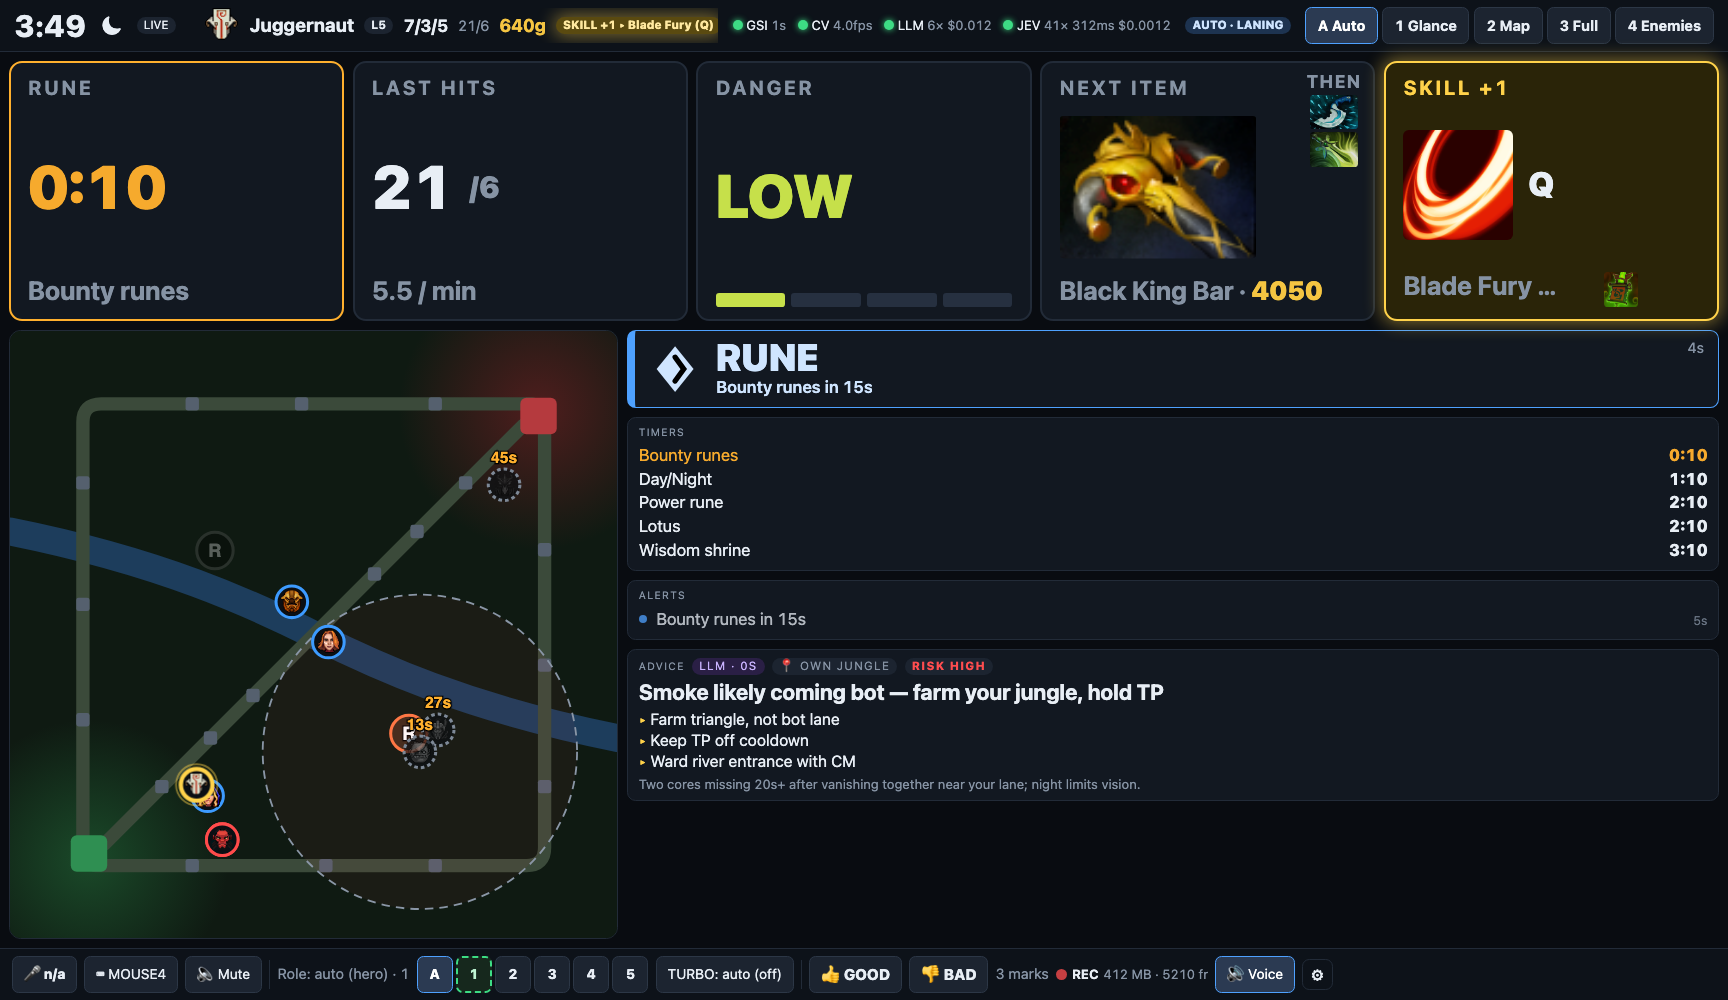 3:49 LIVE Juggernaut L5 7/3/5 21/6 640g SKILL +1 ▸ Blade Fury (Q) GSI 1s CV 4.0fps LLM 6× $0.012 JEV 41× 312ms $0.0012 AUTO · LANING A Auto 1 Glance 2 Map 3 Full 4 Enemies
RUNE
0:10
Bounty runes
LAST HITS
21 /6
5.5 / min
DANGER
LOW
NEXT ITEM
THEN
Black King Bar · 4050
SKILL +1
Q
Blade Fury ...
45s
R
27s
13s
R
RUNE
Bounty runes in 15s
4s
TIMERS
Bounty runes 0:10
Day/Night 1:10
Power rune 2:10
Lotus 2:10
Wisdom shrine 3:10
ALERTS
Bounty runes in 15s 5s
ADVICE LLM · 0S OWN JUNGLE RISK HIGH
Smoke likely coming bot — farm your jungle, hold TP
▸ Farm triangle, not bot lane
▸ Keep TP off cooldown
▸ Ward river entrance with CM
Two cores missing 20s+ after vanishing together near your lane; night limits vision.
n/a MOUSE4 Mute Role: auto (hero) · 1 A 1 2 3 4 5 TURBO: auto (off) GOOD BAD 3 marks REC 412 MB · 5210 fr Voice